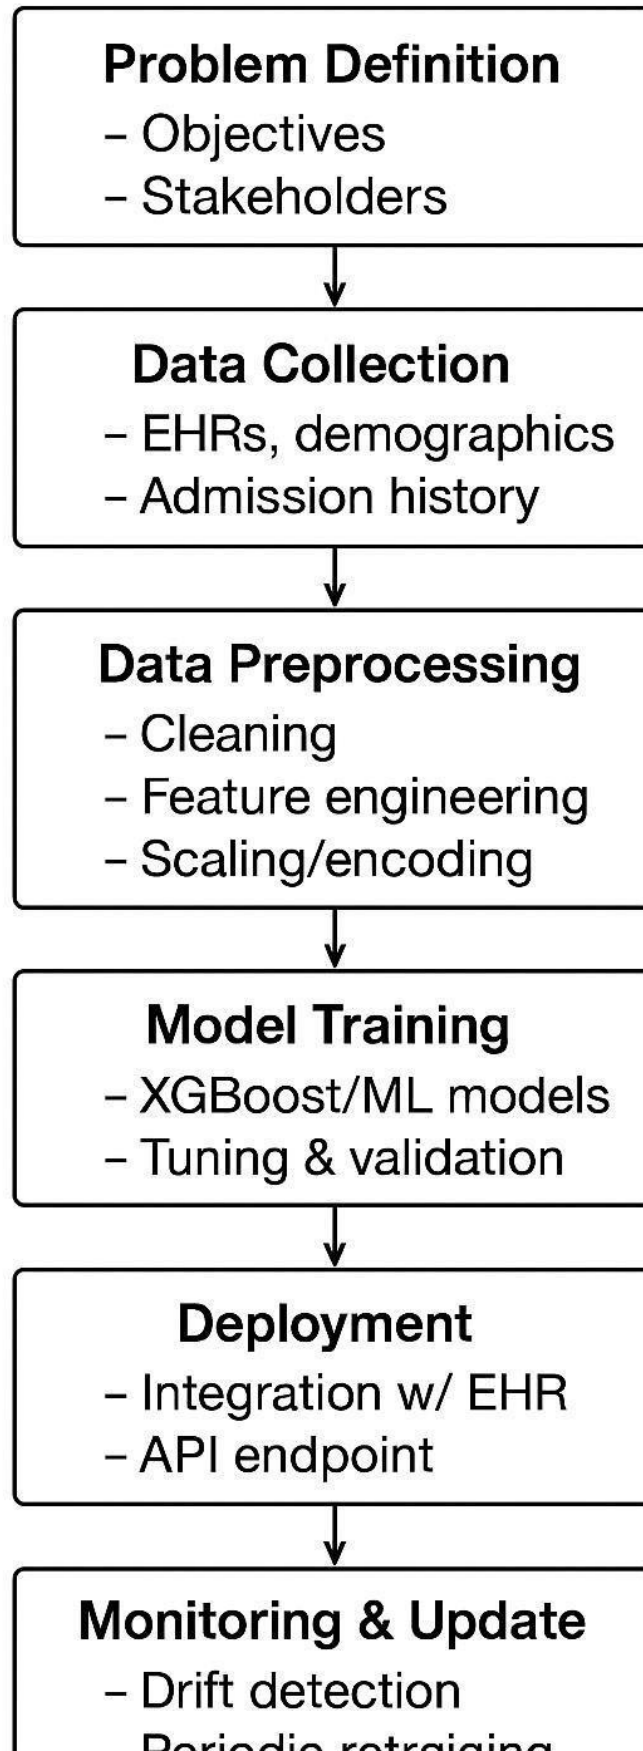 Problem Definition
– Objectives
– Stakeholders
Data Collection
– EHRs, demographics
– Admission history
Data Preprocessing
– Cleaning
– Feature engineering
– Scaling/encoding
Model Training
– XGBoost/ML models
– Tuning & validation
Deployment
– Integration w/ EHR
– API endpoint
Monitoring & Update
– Drift detection
Periodic